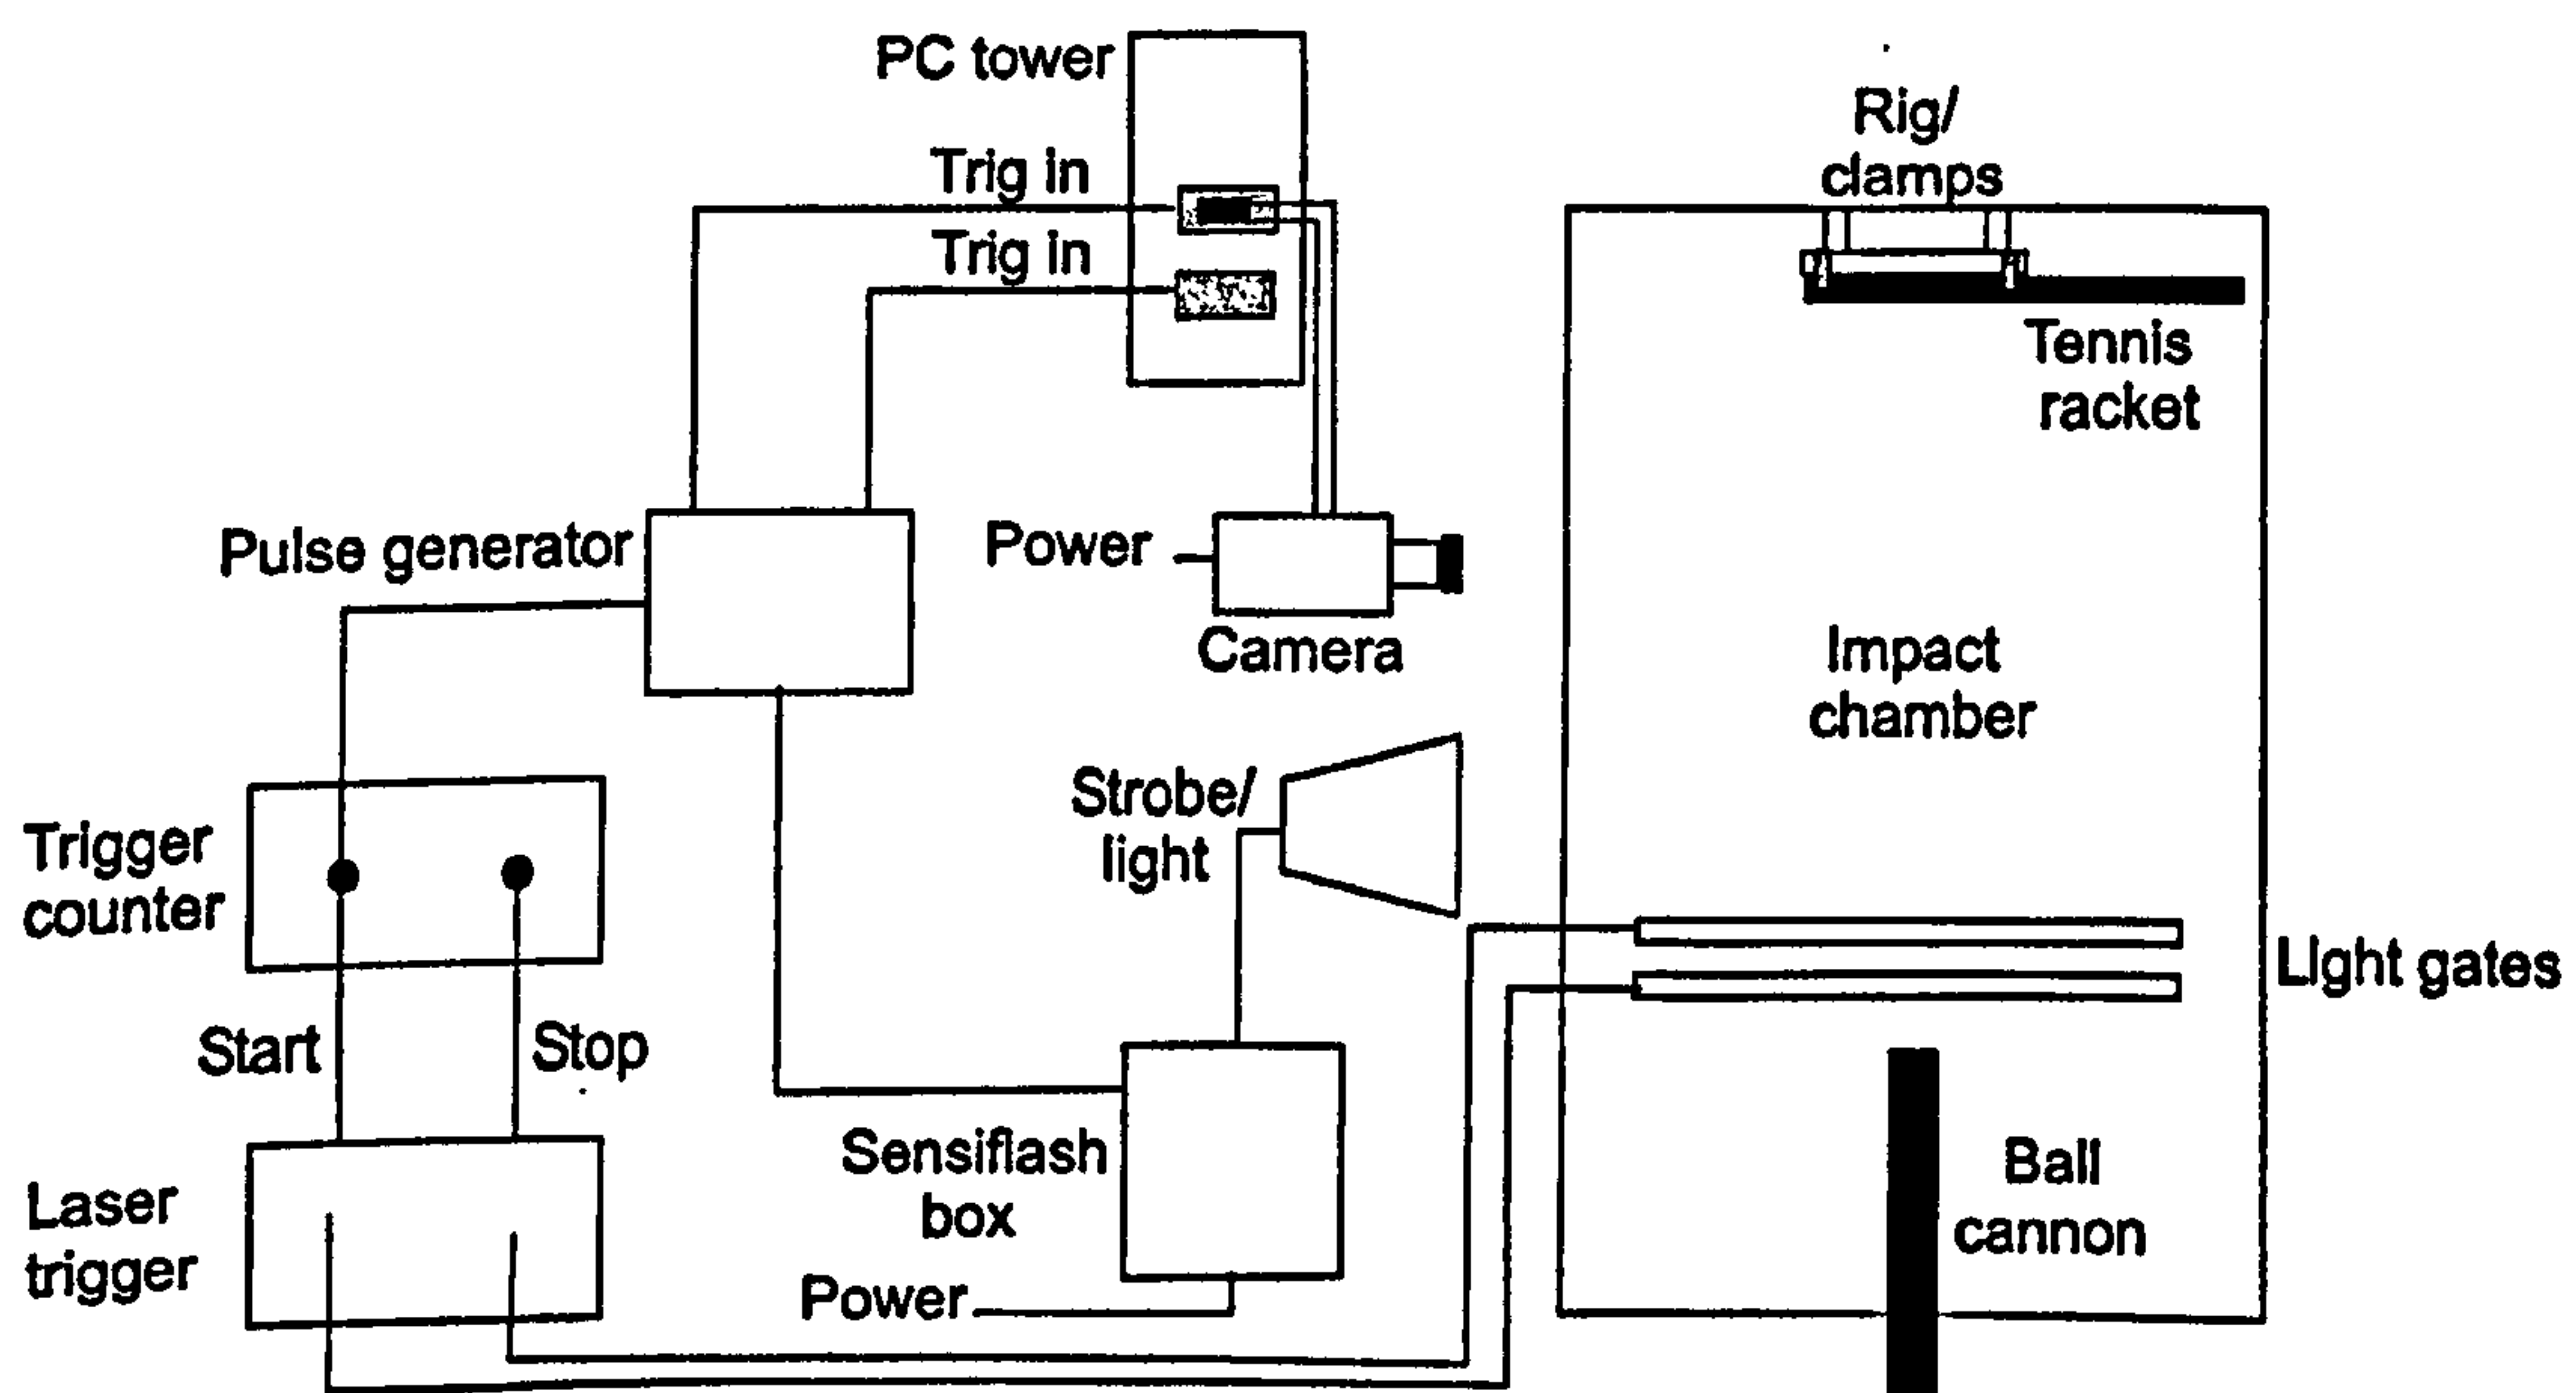 PC tower
Rig/
clamps
Trig in
Trig in
Tennis
racket
Pulse generator
Power
Camera
Impact
chamber
Strobe/
light
Trigger
counter
Light gates
Start
Stop
Sensiflash
box
Ball
cannon
Laser
trigger
Power